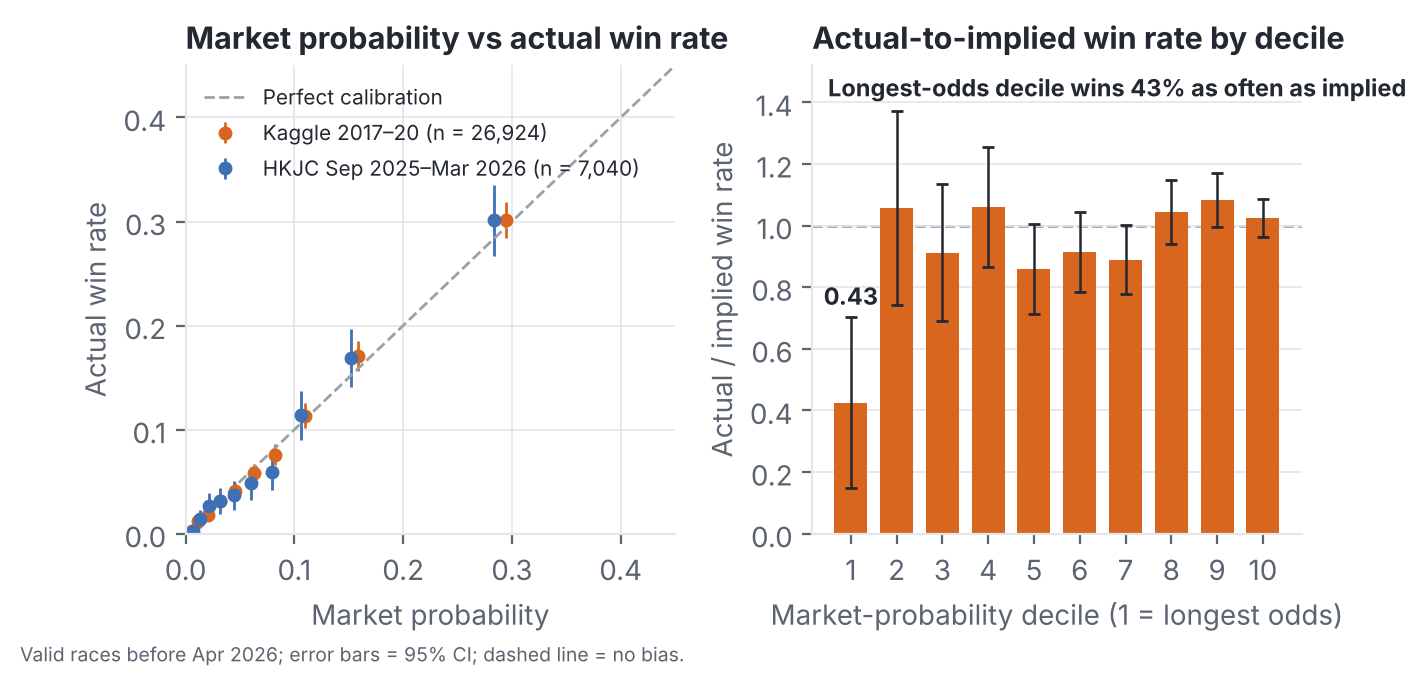 Market probability vs actual win rate
Perfect calibration
Kaggle 2017–20 (n = 26,924)
HKJC Sep 2025–Mar 2026 (n = 7,040)
Actual win rate
0.4
0.3
0.2
0.1
0.0
0.0 0.1 0.2 0.3 0.4
Market probability
Actual-to-implied win rate by decile
Longest-odds decile wins 43% as often as implied
Actual / implied win rate
1.4
1.2
1.0
0.8
0.6
0.4
0.2
0.0
0.43
1 2 3 4 5 6 7 8 9 10
Market-probability decile (1 = longest odds)
Valid races before Apr 2026; error bars = 95% CI; dashed line = no bias.